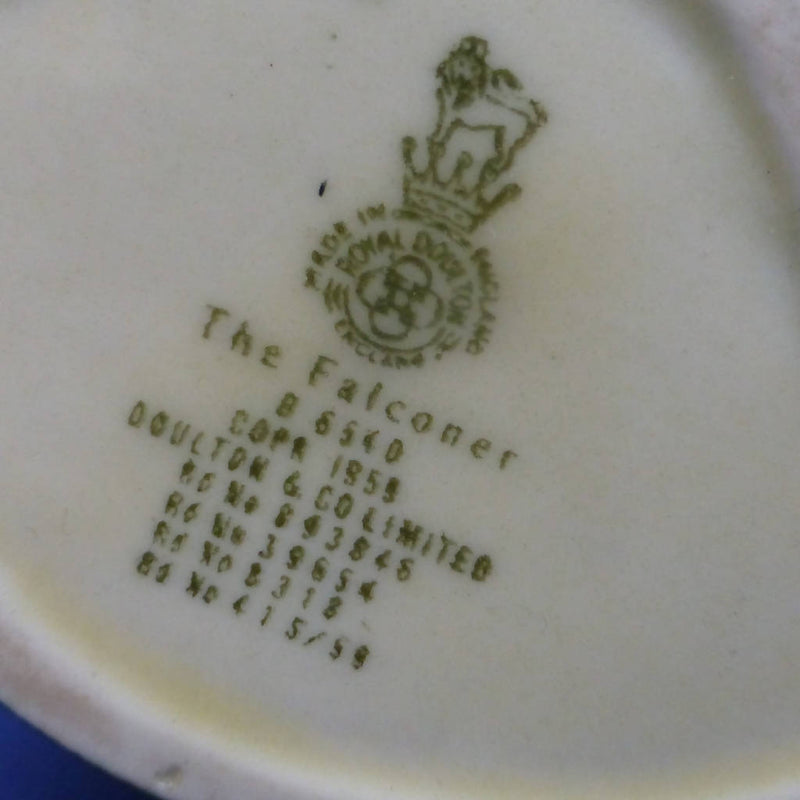 MADE IN ENGLAND
ROYAL DOULTON
ENGLAND
The Falconer
D 6540
COPR 1959
DOULTON & CO LIMITED
Rd No 893846
Rd No 39654
Rd No 8318
Rd No 415/59